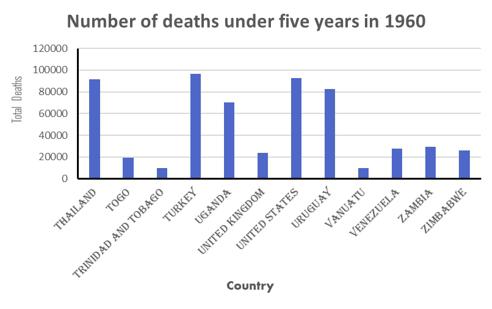 Number of deaths under five years in 1960
Total Deaths
120000
100000
80000
60000
40000
20000
0
THAILAND
TOGO
TRINIDAD AND TOBAGO
TURKEY
UGANDA
UNITED KINGDOM
UNITED STATES
URUGUAY
VANUATU
VENEZUELA
ZAMBIA
ZIMBABWE
Country